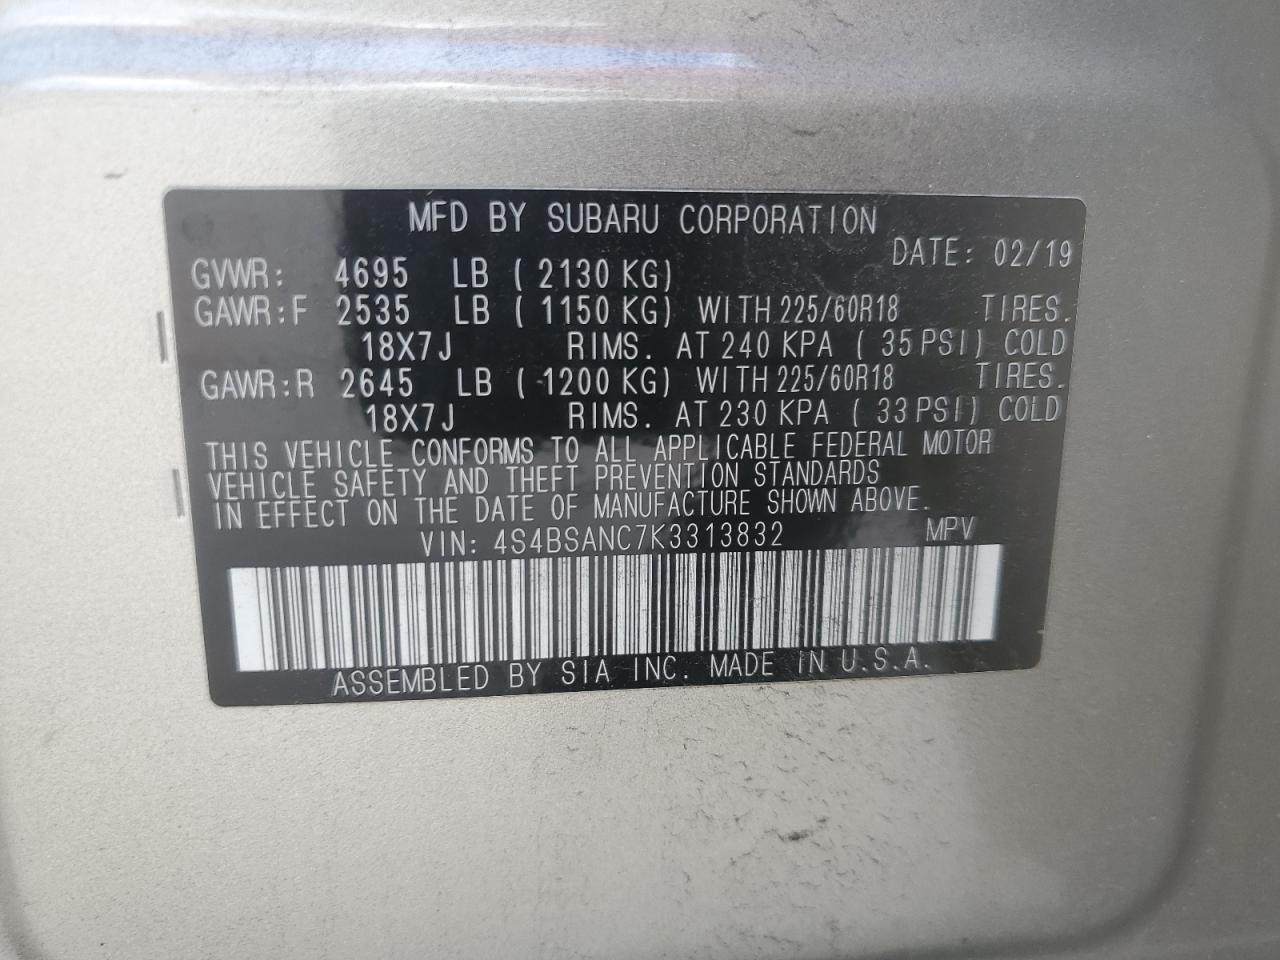 MFD BY SUBARU CORPORATION
DATE: 02/19
GVWR: 4695 LB ( 2130 KG)
GAWR:F 2535 LB ( 1150 KG) WITH 225/60R18 TIRES.
18X7J RIMS. AT 240 KPA ( 35 PSI) COLD
GAWR:R 2645 LB ( 1200 KG) WITH 225/60R18 TIRES.
18X7J RIMS. AT 230 KPA ( 33 PSI) COLD
THIS VEHICLE CONFORMS TO ALL APPLICABLE FEDERAL MOTOR
VEHICLE SAFETY AND THEFT PREVENTION STANDARDS
IN EFFECT ON THE DATE OF MANUFACTURE SHOWN ABOVE.
VIN: 4S4BSANC7K3313832 MPV
ASSEMBLED BY SIA INC. MADE IN U.S.A.